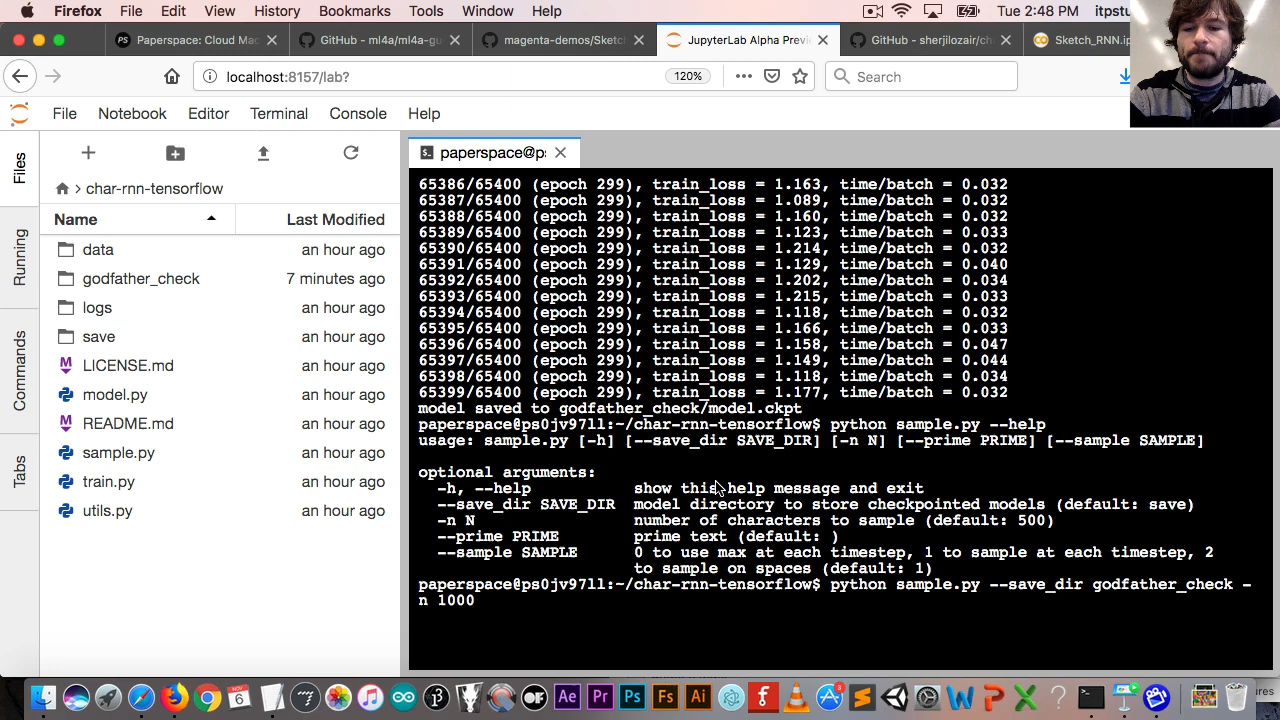 Firefox File Edit View History Bookmarks Tools Window Help Tue 2:48 PM itpstu
Paperspace: Cloud Mac
GitHub - ml4a/ml4a-gu
magenta-demos/Sketc
JupyterLab Alpha Previ
GitHub - sherjilozair/cha
Sketch_RNN.ip
localhost:8157/lab?
120%
Search
File Notebook Editor Terminal Console Help
Files
Running
Commands
Tabs
paperspace@ps
char-rnn-tensorflow
Name Last Modified
data an hour ago
godfather_check 7 minutes ago
logs an hour ago
save an hour ago
LICENSE.md an hour ago
model.py an hour ago
README.md an hour ago
sample.py an hour ago
train.py an hour ago
utils.py an hour ago
65386/65400 (epoch 299), train_loss = 1.163, time/batch = 0.032
65387/65400 (epoch 299), train_loss = 1.089, time/batch = 0.032
65388/65400 (epoch 299), train_loss = 1.160, time/batch = 0.032
65389/65400 (epoch 299), train_loss = 1.123, time/batch = 0.033
65390/65400 (epoch 299), train_loss = 1.214, time/batch = 0.032
65391/65400 (epoch 299), train_loss = 1.129, time/batch = 0.040
65392/65400 (epoch 299), train_loss = 1.202, time/batch = 0.034
65393/65400 (epoch 299), train_loss = 1.215, time/batch = 0.033
65394/65400 (epoch 299), train_loss = 1.118, time/batch = 0.032
65395/65400 (epoch 299), train_loss = 1.166, time/batch = 0.033
65396/65400 (epoch 299), train_loss = 1.158, time/batch = 0.047
65397/65400 (epoch 299), train_loss = 1.149, time/batch = 0.044
65398/65400 (epoch 299), train_loss = 1.118, time/batch = 0.034
65399/65400 (epoch 299), train_loss = 1.177, time/batch = 0.032
model saved to godfather_check/model.ckpt
paperspace@ps0jv97ll:~/char-rnn-tensorflow$ python sample.py --help
usage: sample.py [-h] [--save_dir SAVE_DIR] [-n N] [--prime PRIME] [--sample SAMPLE]
optional arguments:
-h, --help show this help message and exit
--save_dir SAVE_DIR model directory to store checkpointed models (default: save)
-n N number of characters to sample (default: 500)
--prime PRIME prime text (default: )
--sample SAMPLE 0 to use max at each timestep, 1 to sample at each timestep, 2
to sample on spaces (default: 1)
paperspace@ps0jv97ll:~/char-rnn-tensorflow$ python sample.py --save_dir godfather_check -
n 1000